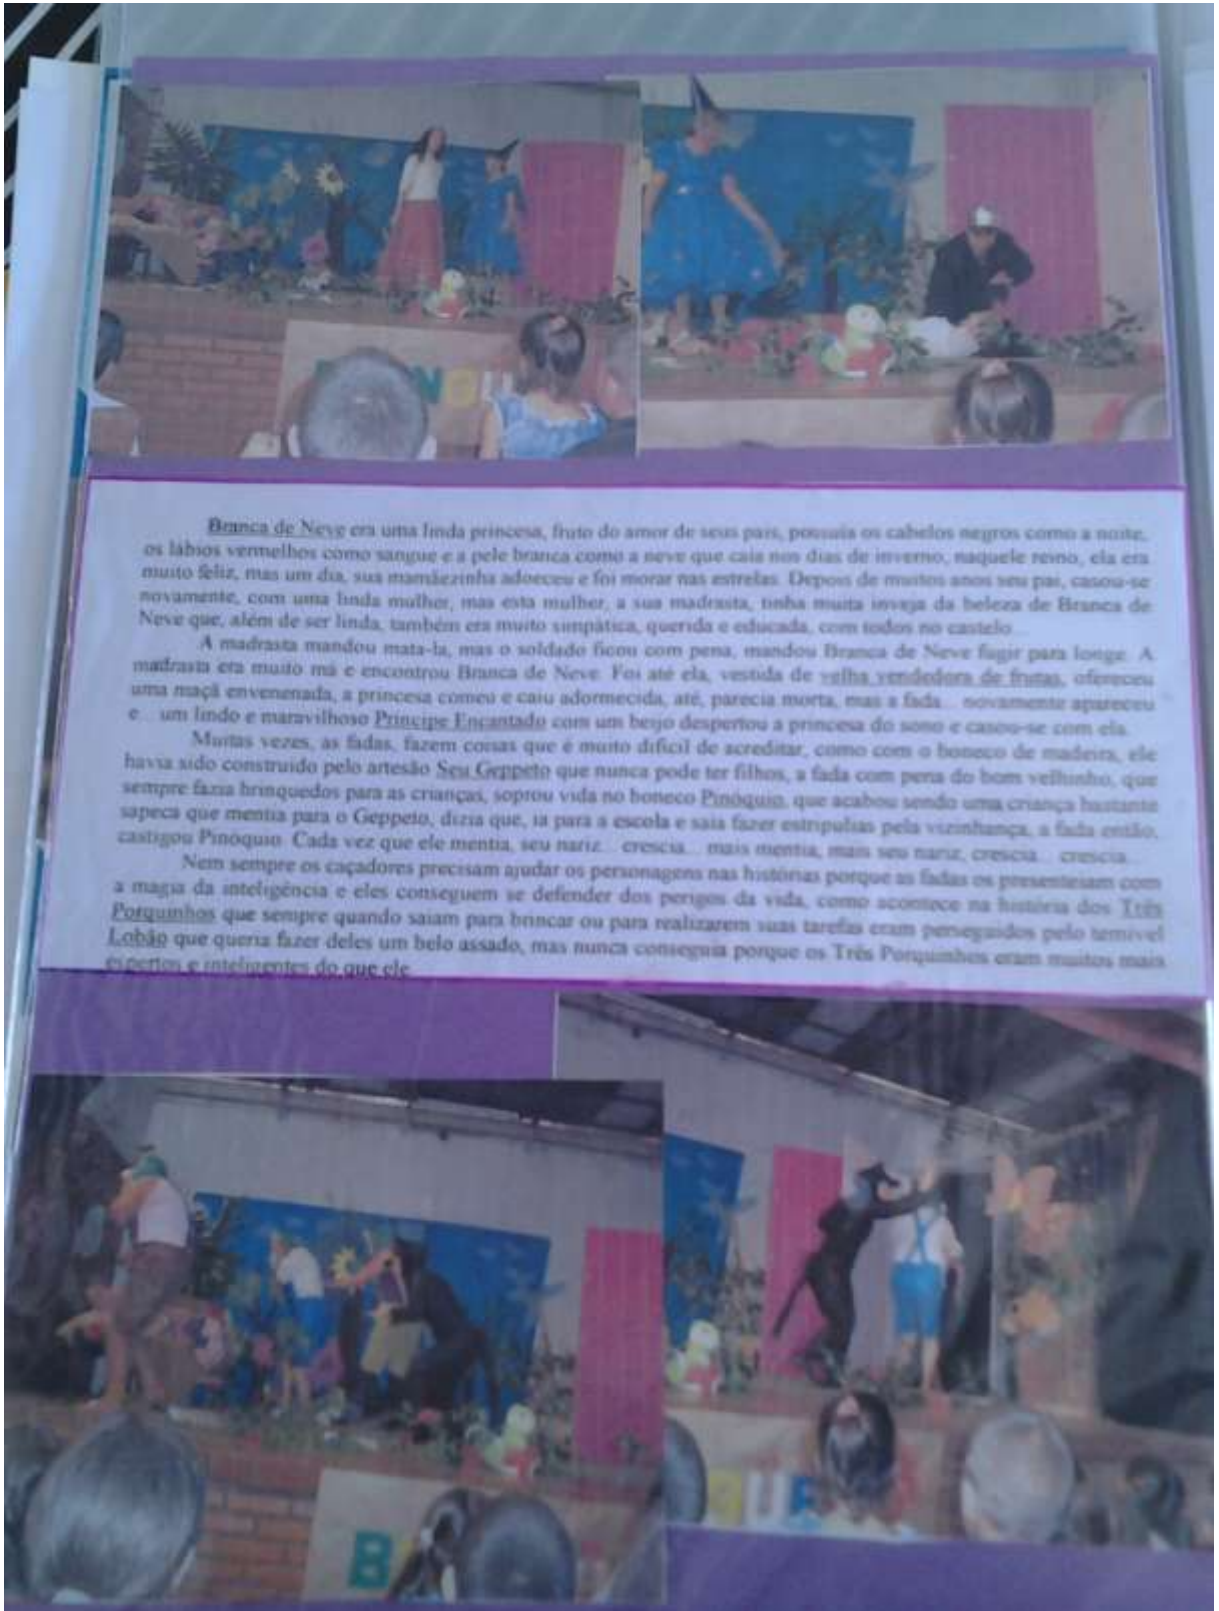 Branca de Neve era uma linda princesa, fruto do amor de seus pais, possuia os cabelos negros como a noite,
os lábios vermelhos como sangue e a pele branca como a neve que caia nos dias de inverno, naquele reino, ela era
muito feliz, mas um dia, sua mamãezinha adoeceu e foi morar nas estrelas. Depois de muitos anos seu pai, casou-se
novamente, com uma linda mulher, mas esta mulher, a sua madrasta, tinha muita inveja da beleza de Branca de
Neve que, além de ser linda, também era muito simpática, querida e educada, com todos no castelo...
A madrasta mandou mata-la, mas o soldado ficou com pena, mandou Branca de Neve fugir para longe. A
madrasta era muito má e encontrou Branca de Neve. Foi até ela, vestida de velha vendedora de frutas, ofereceu
uma maçã envenenada, a princesa comeu e caiu adormecida, até, parecia morta, mas a fada... novamente apareceu
e... um lindo e maravilhoso Príncipe Encantado com um beijo despertou a princesa do sono e casou-se com ela.
Muitas vezes, as fadas, fazem coisas que é muito difícil de acreditar, como com o boneco de madeira, ele
havia sido construido pelo artesão Seu Geppeto que nunca pode ter filhos, a fada com pena do bom velhinho, que
sempre fazia brinquedos para as crianças, soprou vida no boneco Pinóquio, que acabou sendo uma criança bastante
sapeca que mentia para o Geppeto, dizia que, ia para a escola e saia fazer estripulias pela vizinhança, a fada então,
castigou Pinóquio. Cada vez que ele mentia, seu nariz... crescia... mais mentia, mais seu nariz, crescia... crescia...
Nem sempre os caçadores precisam ajudar os personagens nas histórias porque as fadas os presenteiam com
a magia da inteligência e eles conseguem se defender dos perigos da vida, como acontece na história dos Três
Porquinhos que sempre quando saiam para brincar ou para realizarem suas tarefas eram perseguidos pelo temivel
Lobão que queria fazer deles um belo assado, mas nunca conseguia porque os Três Porquinhos eram muitos mais
espertos e inteligentes do que ele.